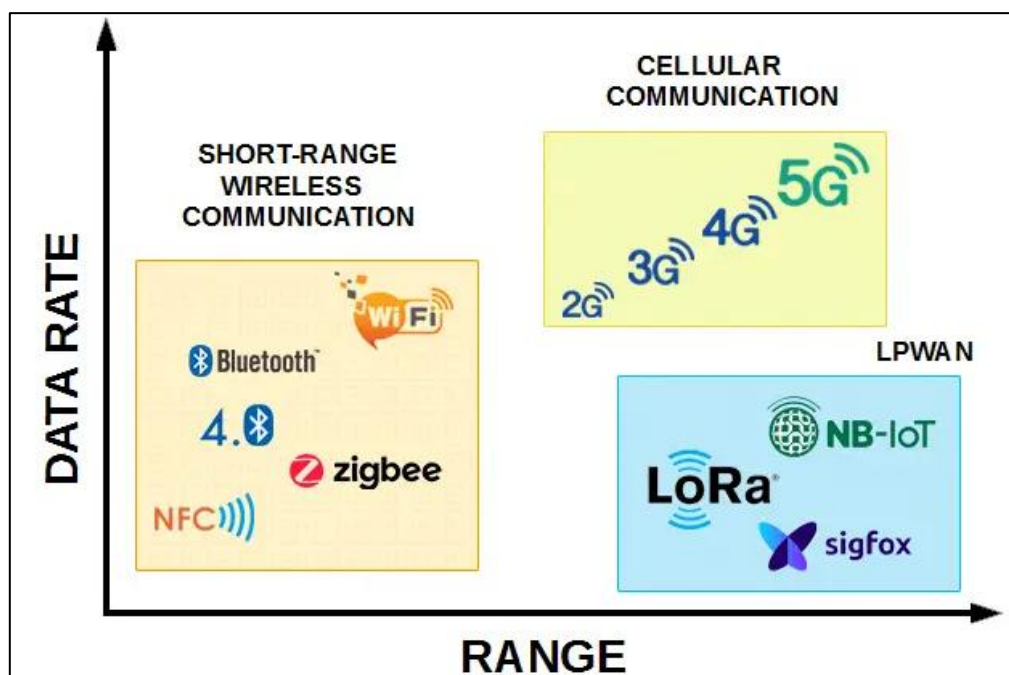 CELLULAR
COMMUNICATION
SHORT-RANGE
WIRELESS
COMMUNICATION
5G
4G
3G
2G
WiFi
Bluetooth™
4.0
zigbee
NFC
LPWAN
NB-IoT
LoRa®
sigfox
DATA RATE
RANGE